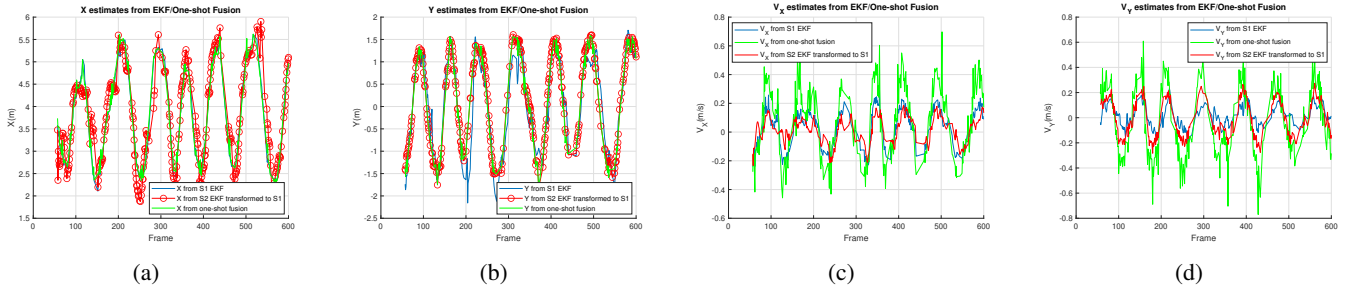 X estimates from EKF/One-shot Fusion
6
5.5
5
4.5
4
3.5
3
2.5
2
1.5
X(m)
X from S1 EKF
X from S2 EKF transformed to S1
X from one-shot fusion
0 100 200 300 400 500 600
Frame
(a)
Y estimates from EKF/One-shot Fusion
2
1.5
1
0.5
0
-0.5
-1
-1.5
-2
-2.5
Y(m)
Y from S1 EKF
Y from S2 EKF transformed to S1
Y from one-shot fusion
0 100 200 300 400 500 600
Frame
(b)
V_X estimates from EKF/One-shot Fusion
0.8
0.6
0.4
0.2
0
-0.2
-0.4
-0.6
V_X(m/s)
V_X from S1 EKF
V_X from one-shot fusion
V_X from S2 EKF transformed to S1
0 100 200 300 400 500 600
Frame
(c)
V_Y estimates from EKF/One-shot Fusion
0.8
0.6
0.4
0.2
0
-0.2
-0.4
-0.6
-0.8
V_Y(m/s)
V_Y from S1 EKF
V_Y from one-shot fusion
V_Y from S2 EKF transformed to S1
0 100 200 300 400 500 600
Frame
(d)